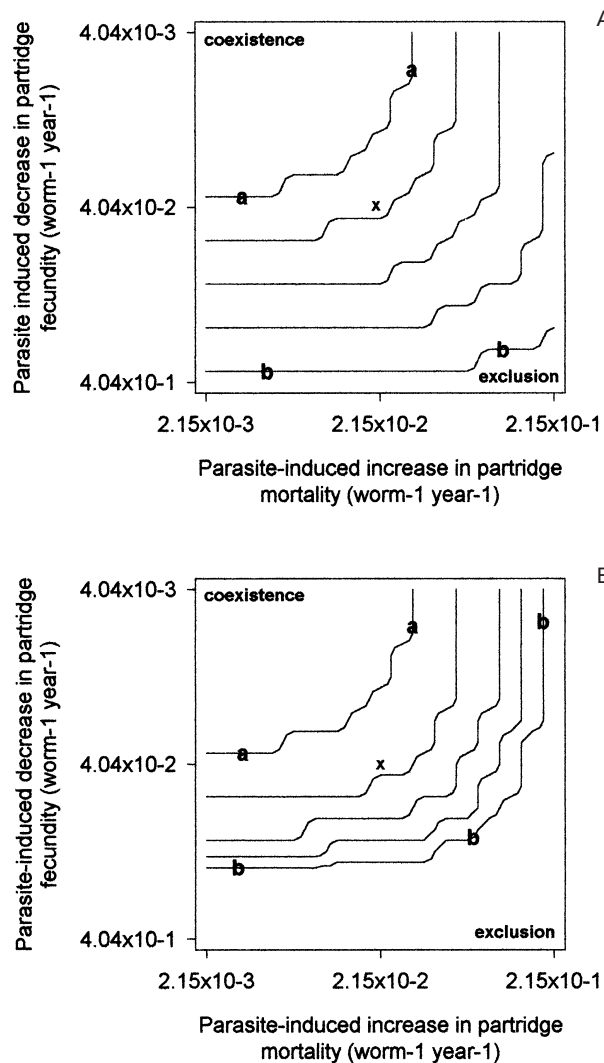 A
4.04x10-3
coexistence
a
a
4.04x10-2
x
b
b
4.04x10-1
exclusion
Parasite induced decrease in partridge
fecundity (worm-1 year-1)
2.15x10-3
2.15x10-2
2.15x10-1
Parasite-induced increase in partridge
mortality (worm-1 year-1)
B
4.04x10-3
coexistence
b
a
a
4.04x10-2
x
b
b
4.04x10-1
exclusion
Parasite-induced decrease in partridge
fecundity (worm-1 year-1)
2.15x10-3
2.15x10-2
2.15x10-1
Parasite-induced increase in partridge
mortality (worm-1 year-1)